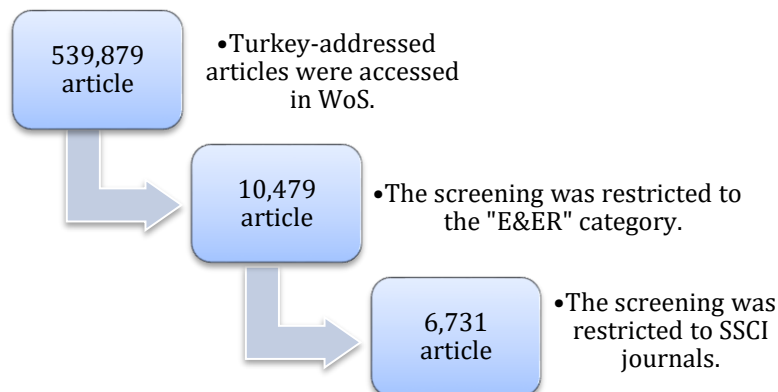 539,879
article
•Turkey-addressed
articles were accessed
in WoS.
10,479
article
•The screening was restricted to
the "E&ER" category.
6,731
article
•The screening was
restricted to SSCI
journals.